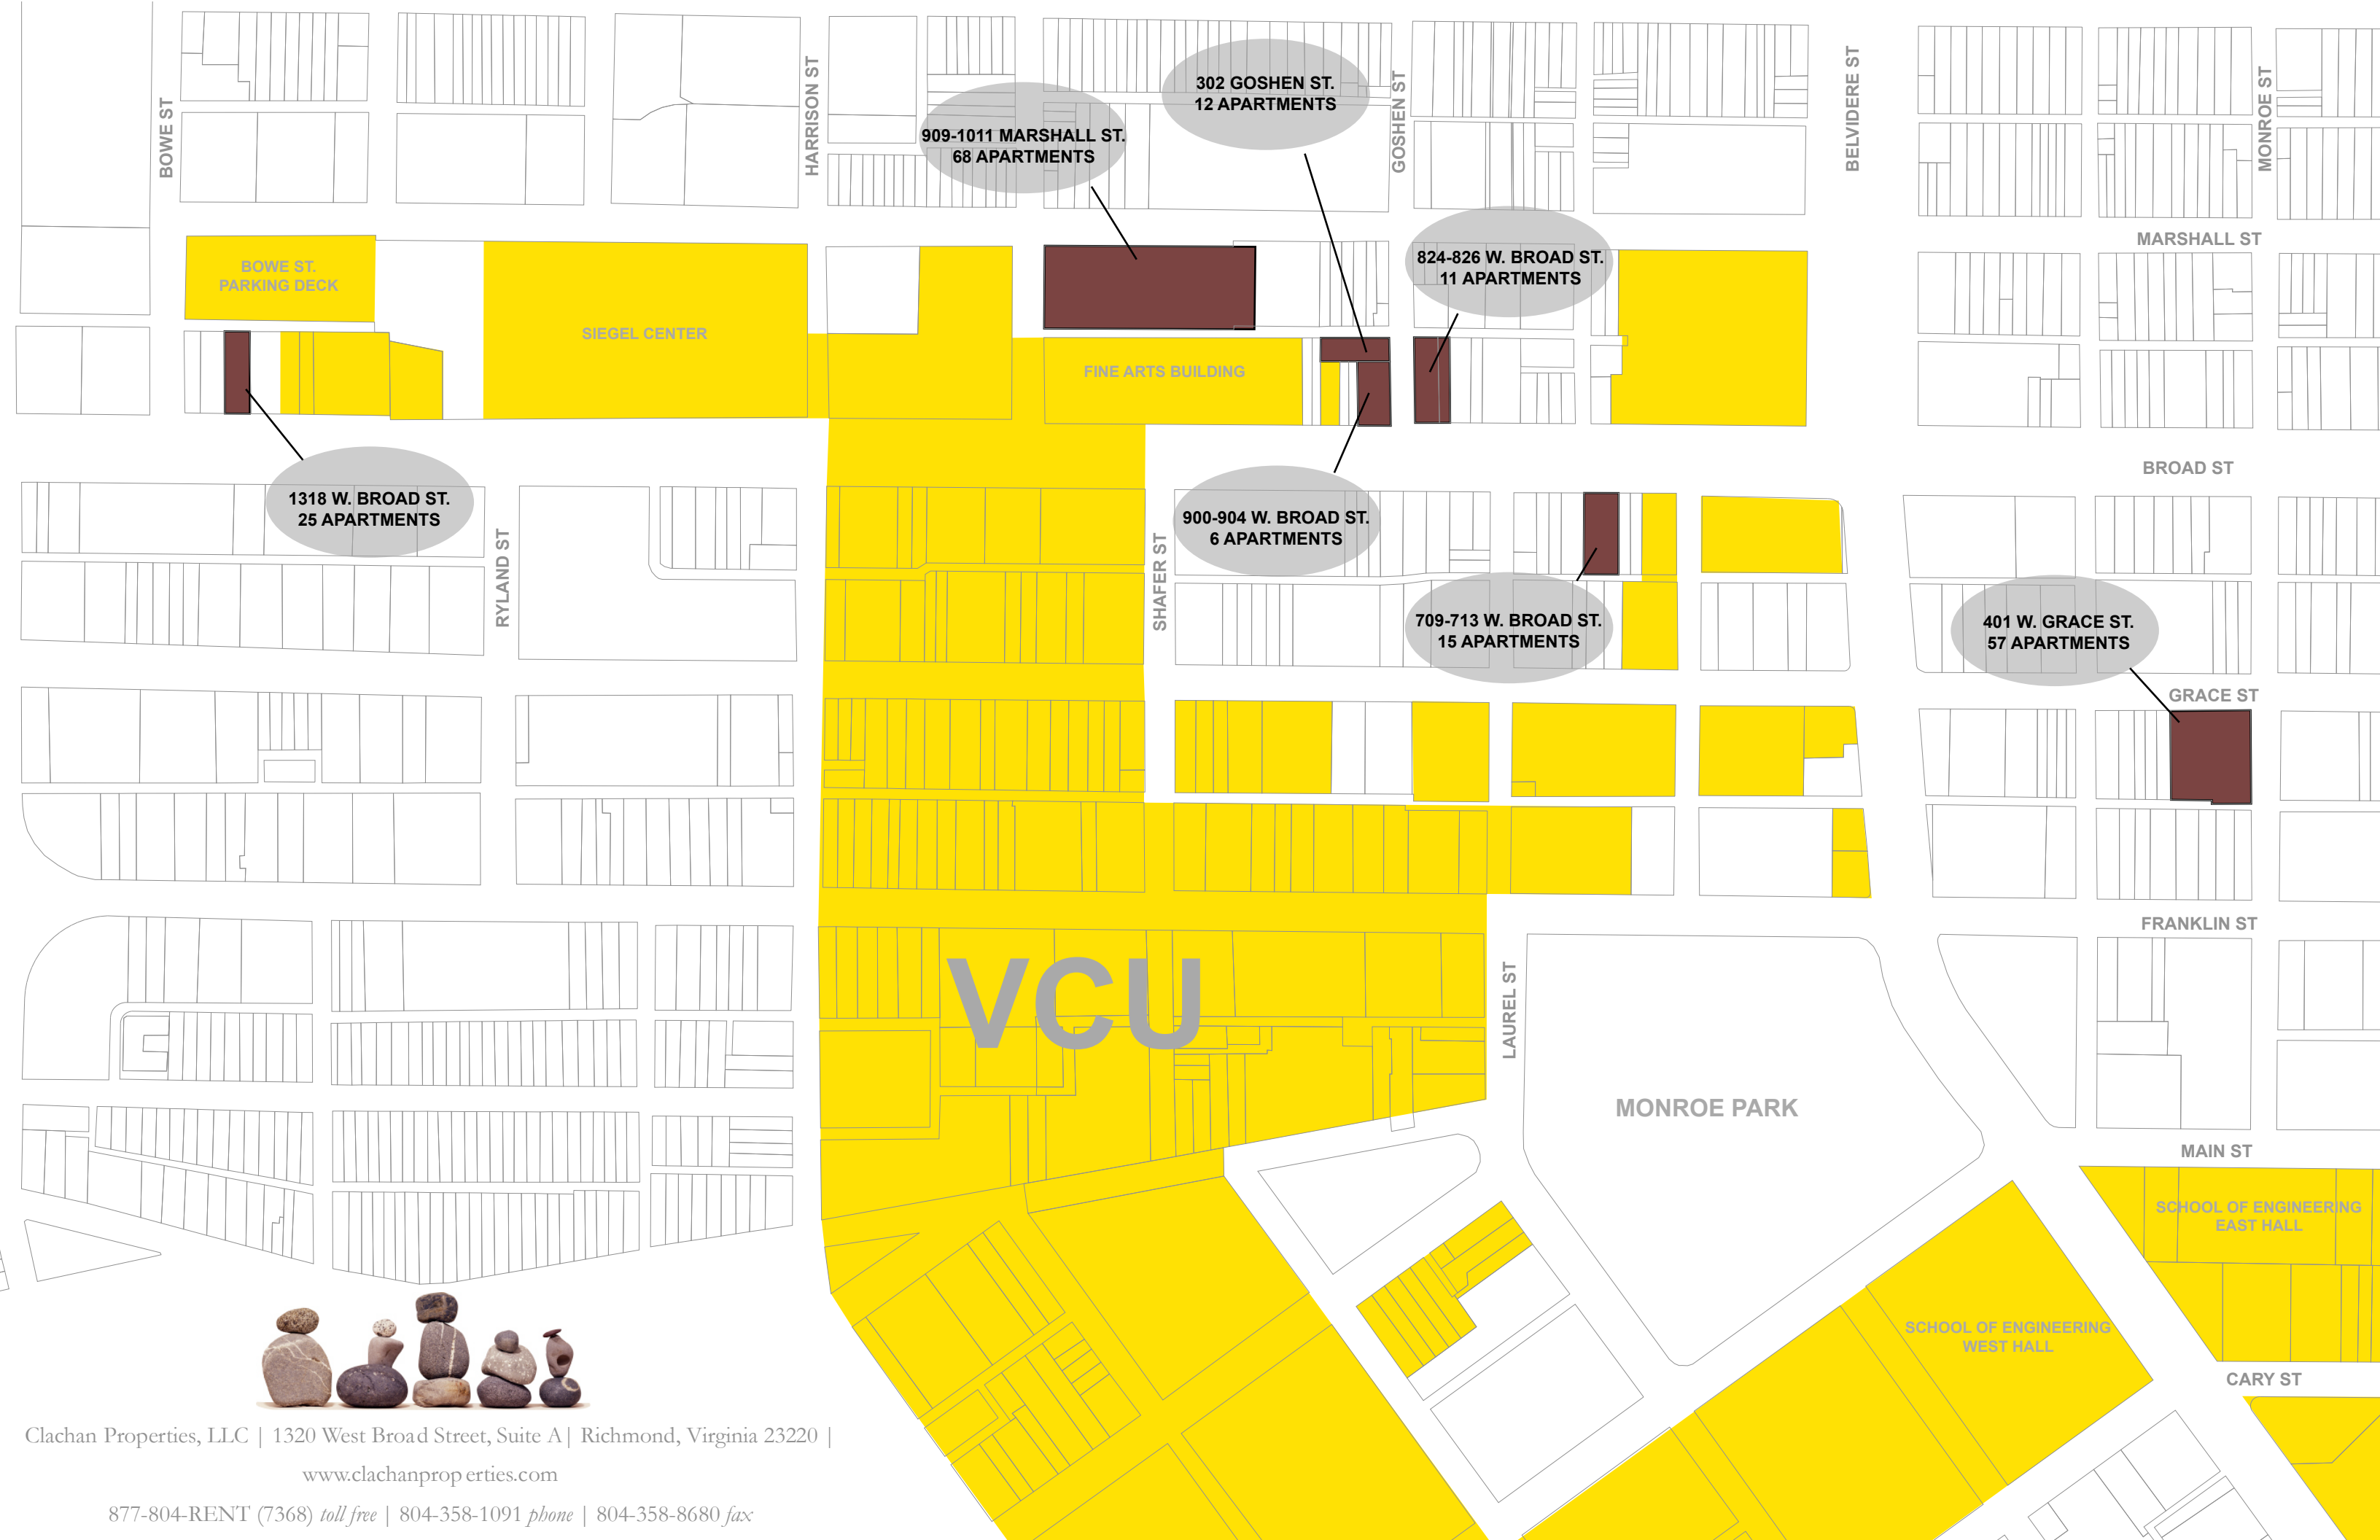 BOWE ST
HARRISON ST
GOSHEN ST
BELVIDERE ST
MONROE ST
302 GOSHEN ST.
12 APARTMENTS
909-1011 MARSHALL ST.
68 APARTMENTS
MARSHALL ST
824-826 W. BROAD ST.
11 APARTMENTS
BOWE ST.
PARKING DECK
SIEGEL CENTER
FINE ARTS BUILDING
BROAD ST
1318 W. BROAD ST.
25 APARTMENTS
900-904 W. BROAD ST.
6 APARTMENTS
RYLAND ST
SHAFER ST
709-713 W. BROAD ST.
15 APARTMENTS
401 W. GRACE ST.
57 APARTMENTS
GRACE ST
FRANKLIN ST
VCU
LAUREL ST
MONROE PARK
MAIN ST
SCHOOL OF ENGINEERING
EAST HALL
SCHOOL OF ENGINEERING
WEST HALL
CARY ST
Clachan Properties, LLC | 1320 West Broad Street, Suite A | Richmond, Virginia 23220 |
www.clachanproperties.com
877-804-RENT (7368) toll free | 804-358-1091 phone | 804-358-8680 fax